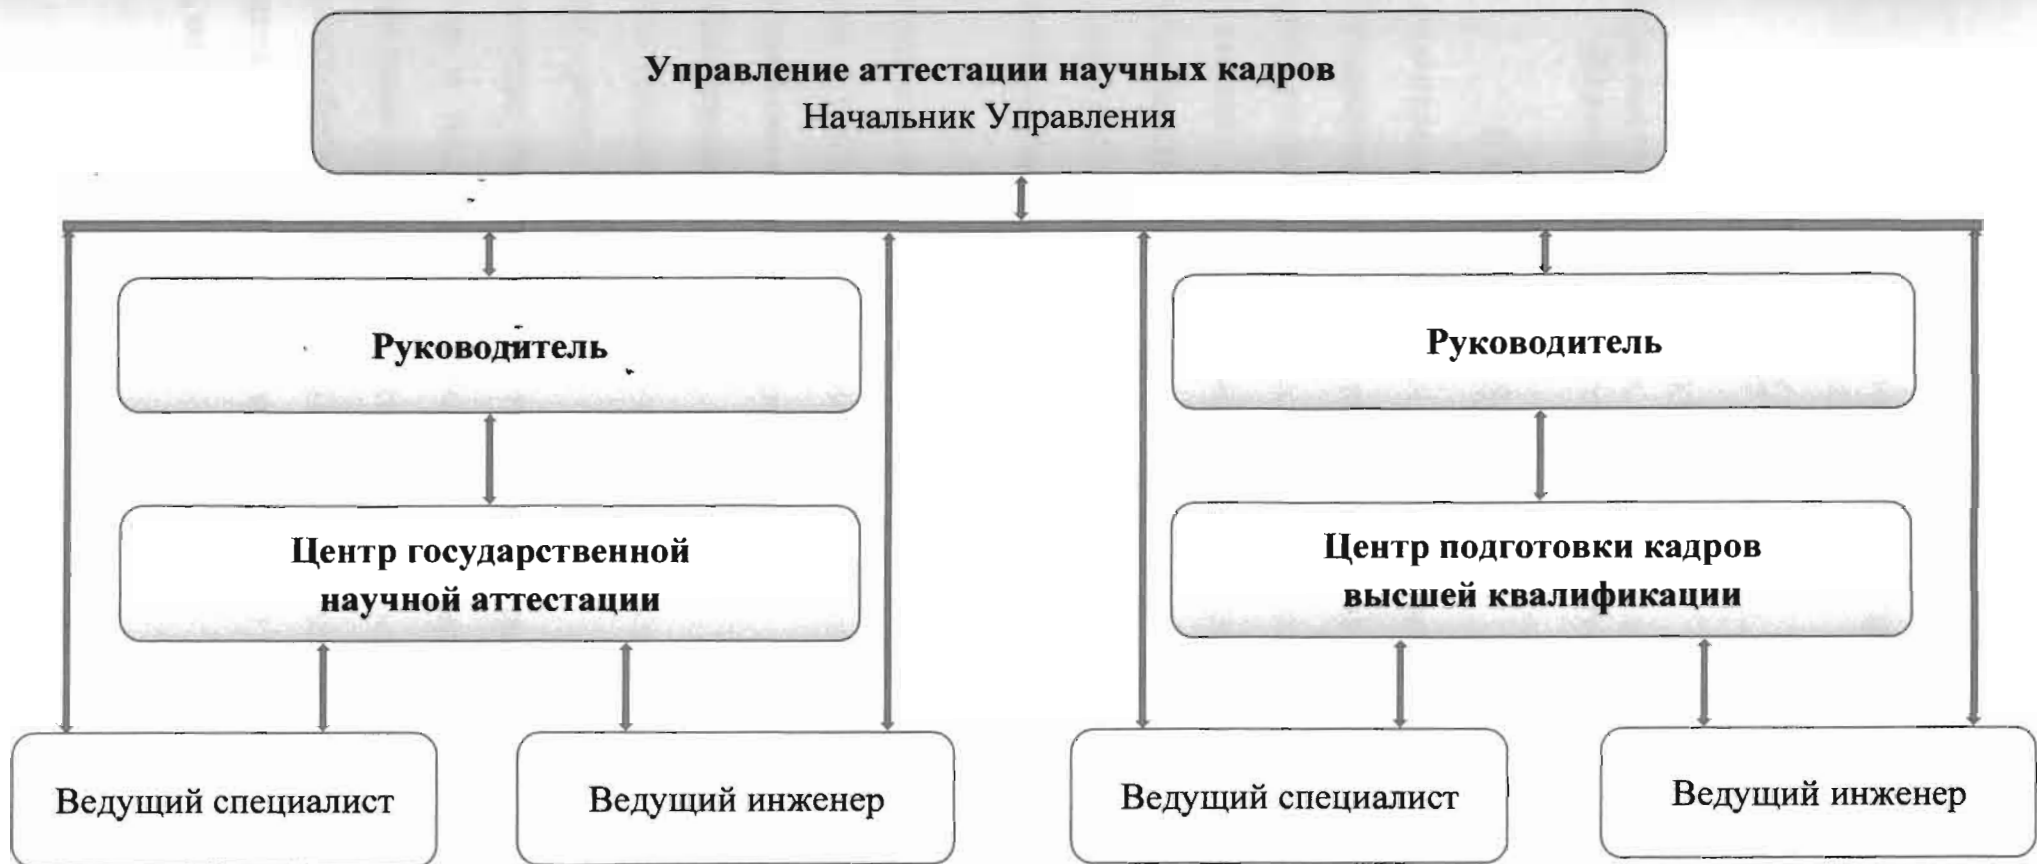 Управление аттестации научных кадров
Начальник Управления
Руководитель
Руководитель
Центр государственной
научной аттестации
Центр подготовки кадров
высшей квалификации
Ведущий специалист
Ведущий инженер
Ведущий специалист
Ведущий инженер